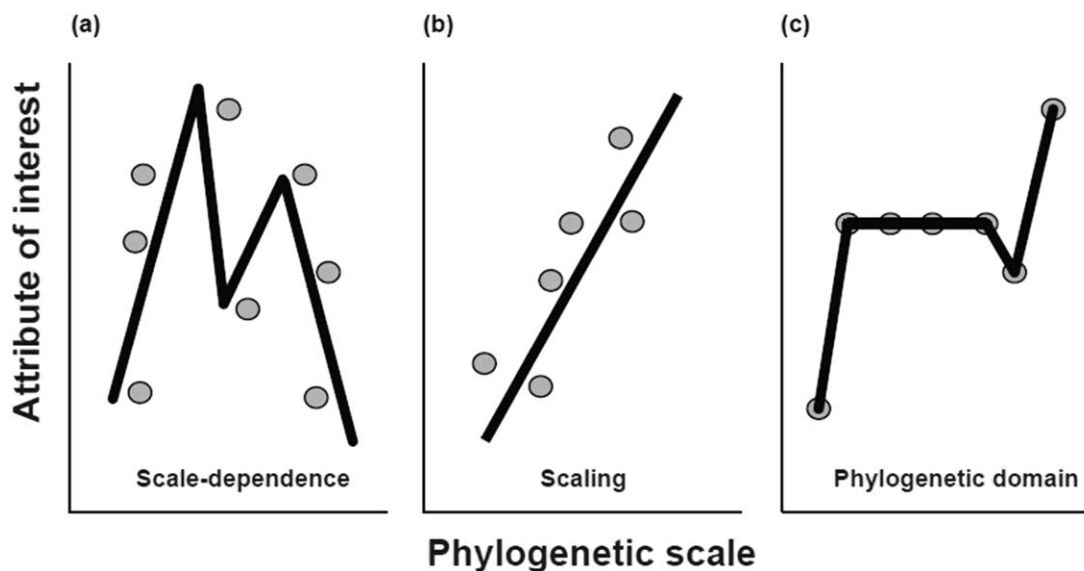 (a)
(b)
(c)
Attribute of interest
Scale-dependence
Scaling
Phylogenetic domain
Phylogenetic scale